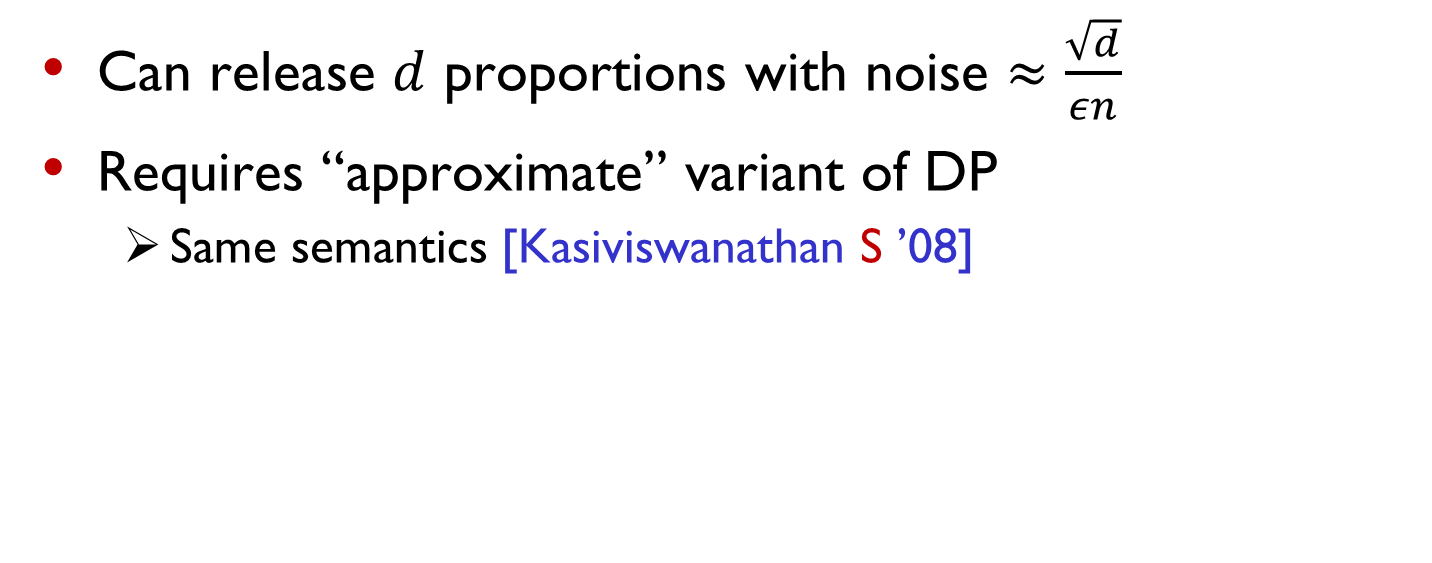 • Can release d proportions with noise ≈ √d/ϵn
• Requires “approximate” variant of DP
➢ Same semantics [Kasiviswanathan S ’08]